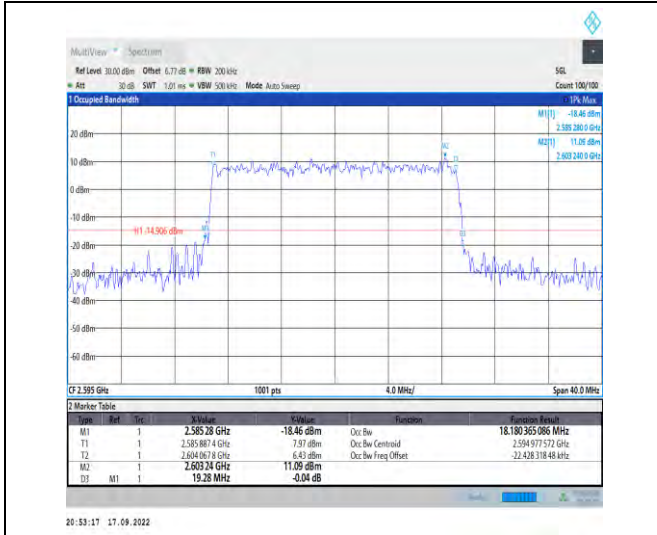 MultiView Spectrum
Ref Level 30.00 dBm Offset 6.77 dB RBW 200 kHz SGL
Att 30 dB SWT 1.01 ms VBW 500 kHz Mode Auto Sweep Count 100/100
1 Occupied Bandwidth 1Pk Max
M1[1] -18.46 dBm
2.585 280 0 GHz
20 dBm M2[1] 11.09 dBm
2.603 240 0 GHz
T1 M2
T2
10 dBm
0 dBm
-10 dBm
H1 -14.906 dBm M1
D3
-20 dBm
-30 dBm
-40 dBm
-50 dBm
-60 dBm
CF 2.595 GHz 1001 pts 4.0 MHz/ Span 40.0 MHz
2 Marker Table
Type Ref Trc X-Value Y-Value Function Function Result
M1 1 2.585 28 GHz -18.46 dBm Occ Bw 18.180 365 086 MHz
T1 1 2.585 887 4 GHz 7.97 dBm Occ Bw Centroid 2.594 977 572 GHz
T2 1 2.604 067 8 GHz 6.43 dBm Occ Bw Freq Offset -22.428 318 48 kHz
M2 1 2.603 24 GHz 11.09 dBm
D3 M1 1 19.28 MHz -0.04 dB
20:53:17 17.09.2022